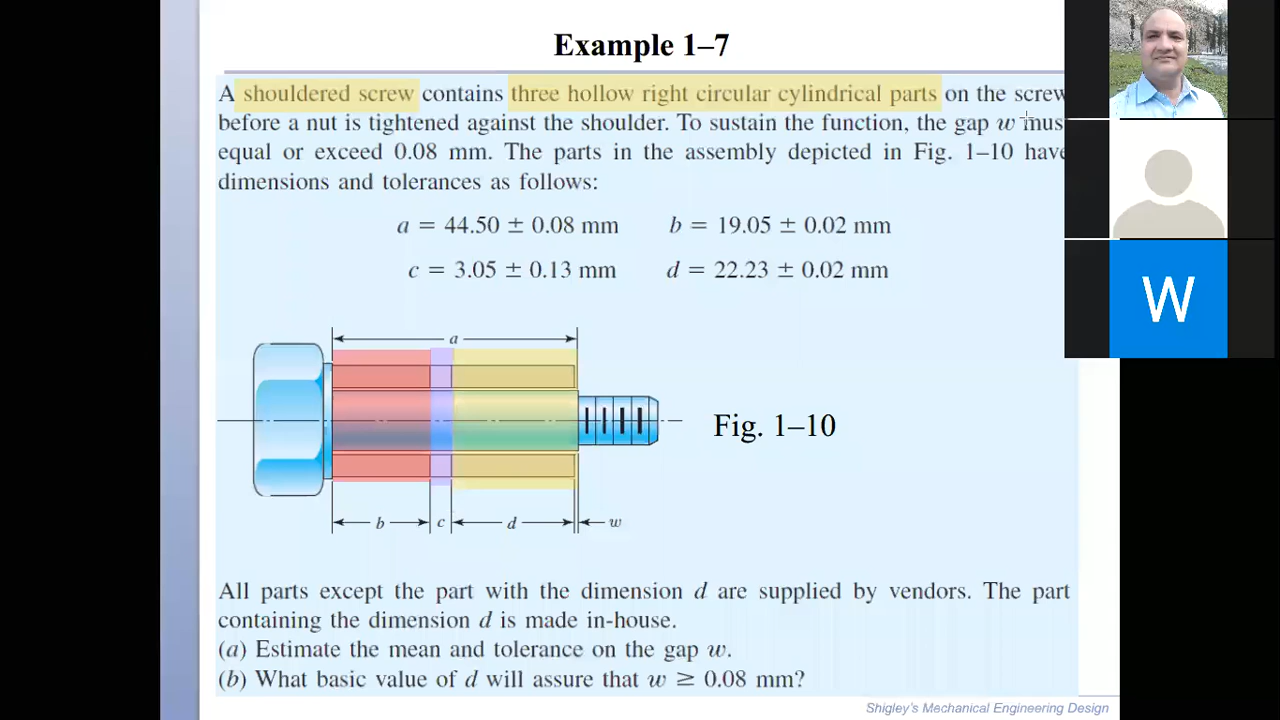 Example 1–7
A shouldered screw contains three hollow right circular cylindrical parts on the screw
before a nut is tightened against the shoulder. To sustain the function, the gap w mus
equal or exceed 0.08 mm. The parts in the assembly depicted in Fig. 1–10 have
dimensions and tolerances as follows:
a = 44.50 ± 0.08 mm b = 19.05 ± 0.02 mm
c = 3.05 ± 0.13 mm d = 22.23 ± 0.02 mm
a
Fig. 1–10
b c d w
All parts except the part with the dimension d are supplied by vendors. The part
containing the dimension d is made in-house.
(a) Estimate the mean and tolerance on the gap w.
(b) What basic value of d will assure that w ≥ 0.08 mm?
Shigley's Mechanical Engineering Design
W